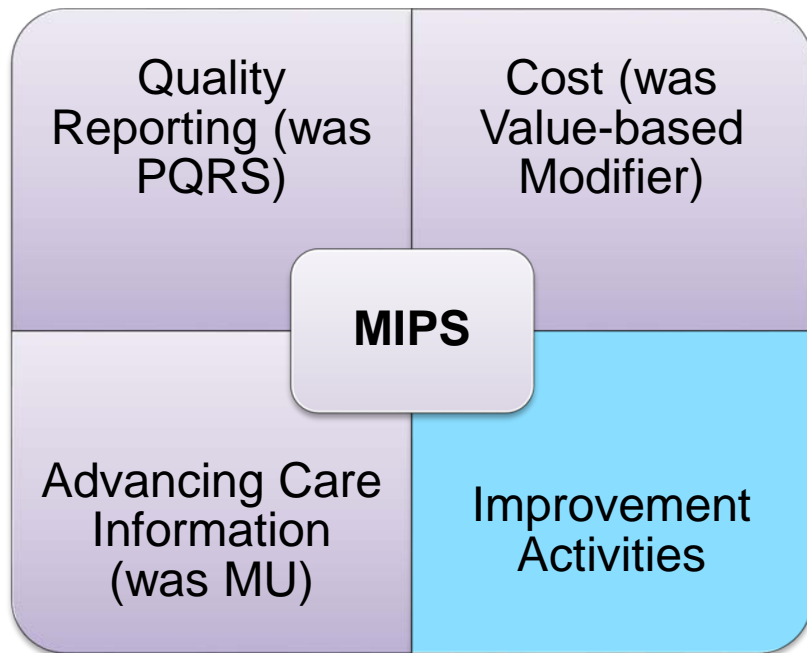 Quality
Reporting (was
PQRS)
Cost (was
Value-based
Modifier)
MIPS
Advancing Care
Information
(was MU)
Improvement
Activities